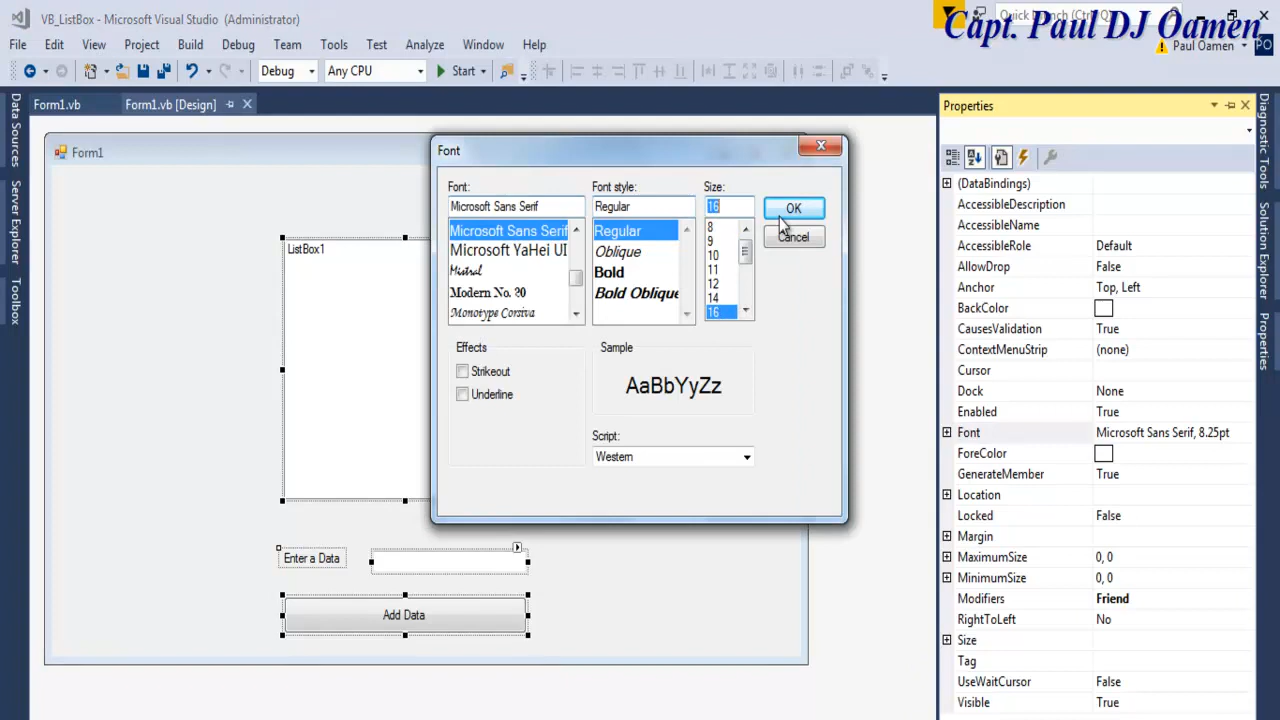 VB_ListBox - Microsoft Visual Studio (Administrator)
Capt. Paul DJ Oamen
File Edit View Project Build Debug Team Tools Test Analyze Window Help
Paul Oamen
PO
Debug Any CPU Start
Form1.vb Form1.vb [Design]
Data Sources
Server Explorer
Toolbox
Form1
ListBox1
Enter a Data
Add Data
Font
Font: Font style: Size:
Microsoft Sans Serif Regular 16
OK
Cancel
Microsoft Sans Serif
Microsoft YaHei UI
Mistral
Modern No. 20
Monotype Corsiva
Regular
Oblique
Bold
Bold Oblique
8
9
10
11
12
14
16
Effects
Strikeout
Underline
Sample
AaBbYyZz
Script:
Western
Properties
(DataBindings)
AccessibleDescription
AccessibleName
AccessibleRole Default
AllowDrop False
Anchor Top, Left
BackColor
CausesValidation True
ContextMenuStrip (none)
Cursor
Dock None
Enabled True
Font Microsoft Sans Serif, 8.25pt
ForeColor
GenerateMember True
Location
Locked False
Margin
MaximumSize 0, 0
MinimumSize 0, 0
Modifiers Friend
RightToLeft No
Size
Tag
UseWaitCursor False
Visible True
Diagnostic Tools
Solution Explorer
Properties